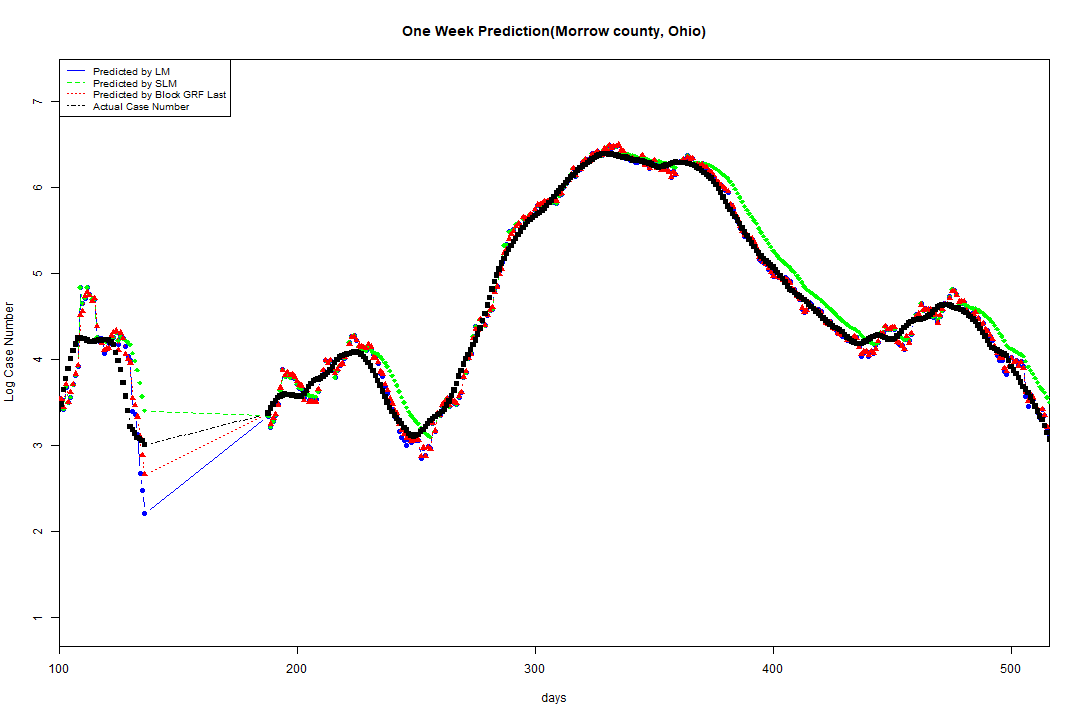 One Week Prediction(Morrow county, Ohio)
Predicted by LM
Predicted by SLM
Predicted by Block GRF Last
Actual Case Number
7
6
5
4
3
2
1
Log Case Number
100 200 300 400 500
days